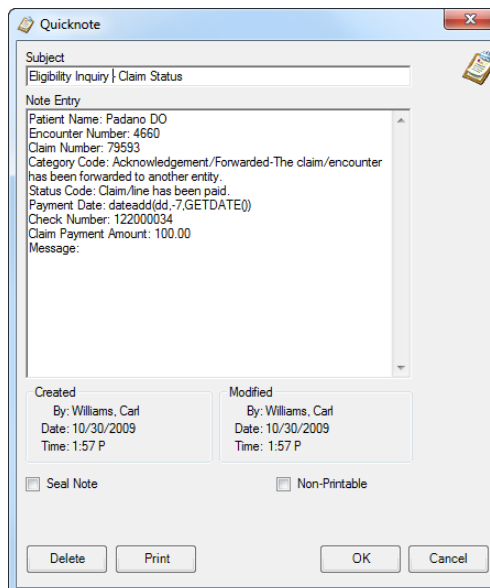 Quicknote
Subject
Eligibility Inquiry - Claim Status
Note Entry
Patient Name: Padano DO
Encounter Number: 4660
Claim Number: 79593
Category Code: Acknowledgement/Forwarded-The claim/encounter
has been forwarded to another entity.
Status Code: Claim/line has been paid.
Payment Date: dateadd(dd,-7,GETDATE())
Check Number: 122000034
Claim Payment Amount: 100.00
Message:
Created
By: Williams, Carl
Date: 10/30/2009
Time: 1:57 P
Modified
By: Williams, Carl
Date: 10/30/2009
Time: 1:57 P
Seal Note
Non-Printable
Delete
Print
OK
Cancel